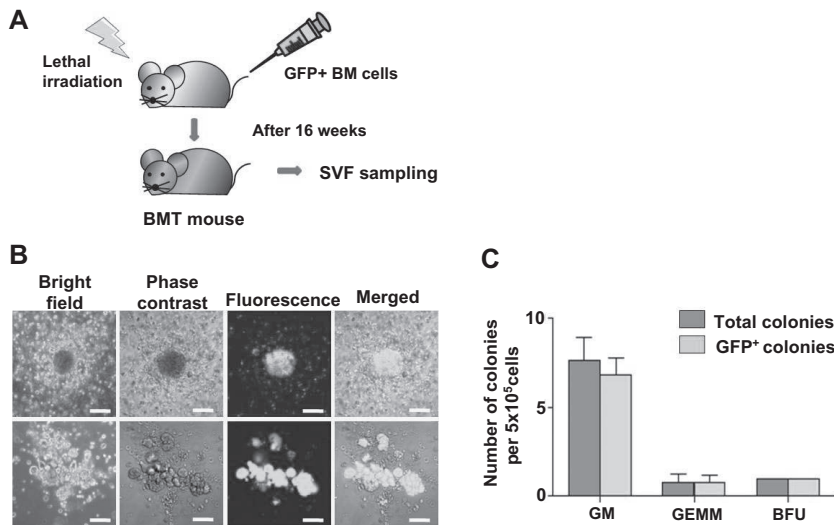 A
Lethal
irradiation
GFP+ BM cells
After 16 weeks
SVF sampling
BMT mouse
B
Bright
field
Phase
contrast
Fluorescence
Merged
C
Number of colonies
per 5x10⁵cells
10
5
0
Total colonies
GFP⁺ colonies
GM
GEMM
BFU